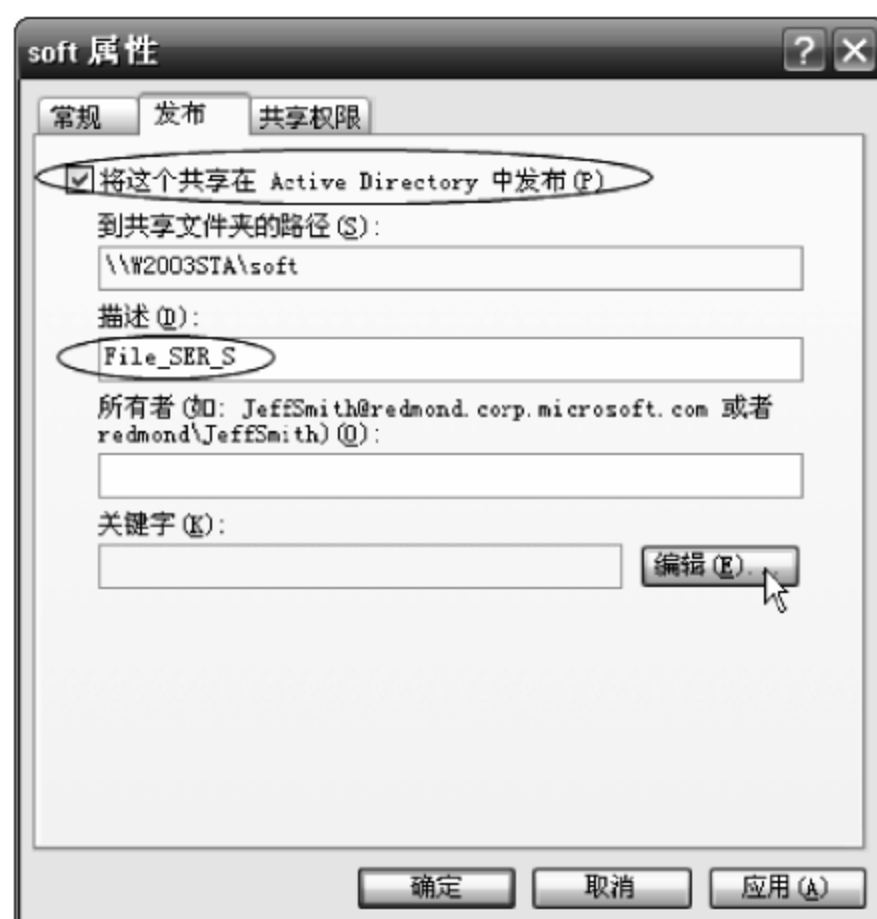 soft 属性
常规 发布 共享权限
将这个共享在 Active Directory 中发布(P)
到共享文件夹的路径(S):
\\W2003STA\soft
描述(D):
File_SER_S
所有者(如: JeffSmith@redmond.corp.microsoft.com 或者
redmond\JeffSmith)(O):
关键字(K):
编辑(E)...
确定 取消 应用(A)